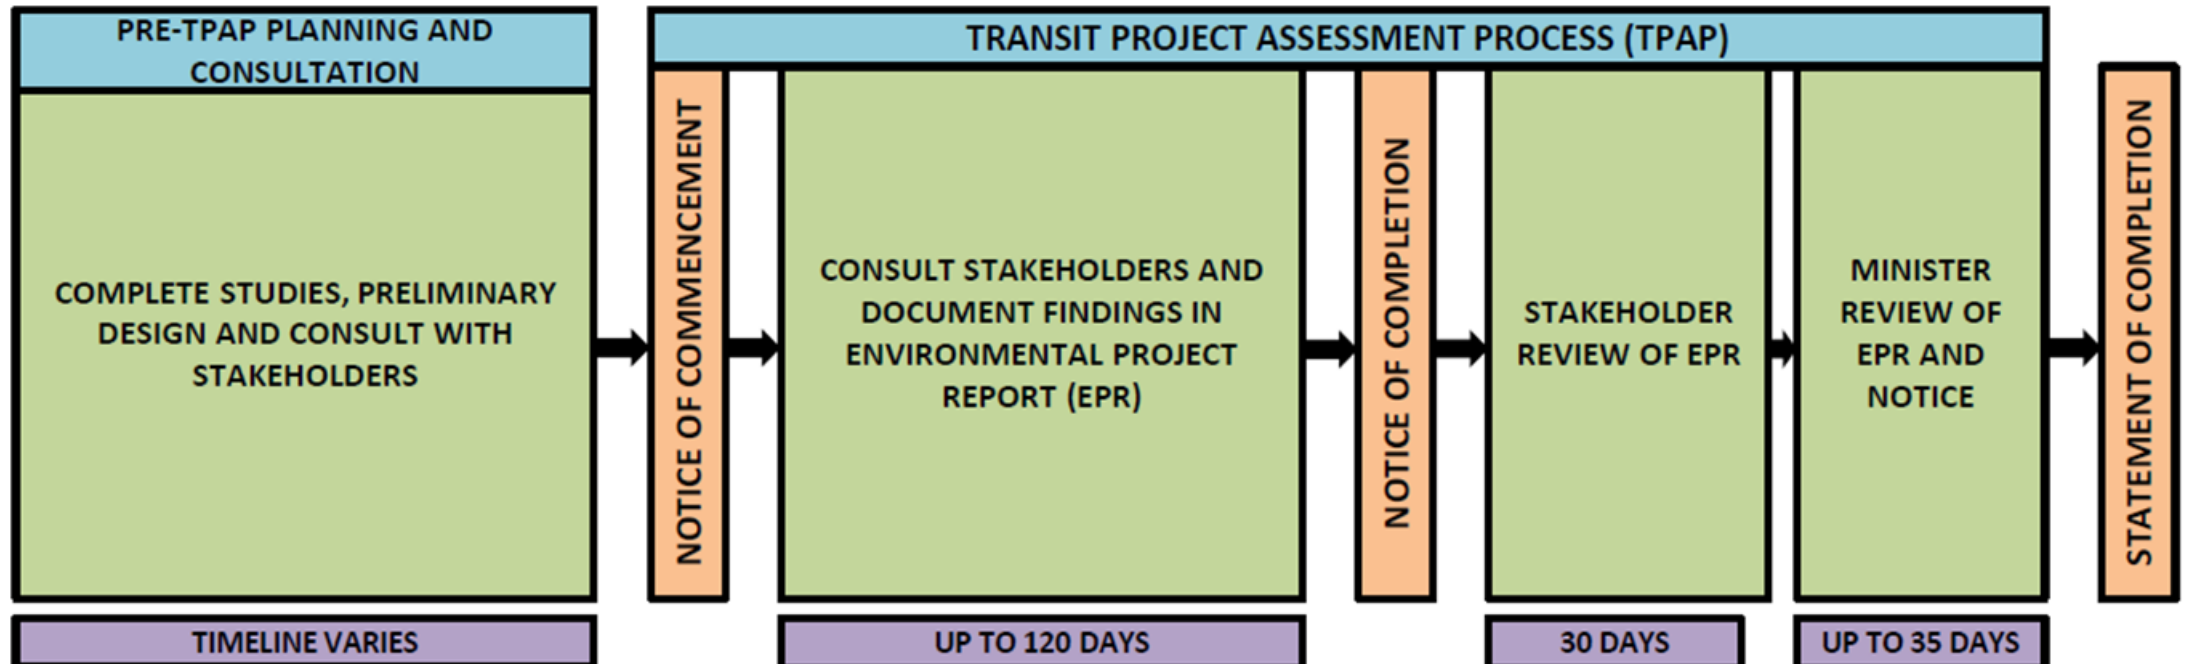 PRE-TPAP PLANNING AND
CONSULTATION
TRANSIT PROJECT ASSESSMENT PROCESS (TPAP)
COMPLETE STUDIES, PRELIMINARY
DESIGN AND CONSULT WITH
STAKEHOLDERS
NOTICE OF COMMENCEMENT
CONSULT STAKEHOLDERS AND
DOCUMENT FINDINGS IN
ENVIRONMENTAL PROJECT
REPORT (EPR)
NOTICE OF COMPLETION
STAKEHOLDER
REVIEW OF EPR
MINISTER
REVIEW OF
EPR AND
NOTICE
STATEMENT OF COMPLETION
TIMELINE VARIES
UP TO 120 DAYS
30 DAYS
UP TO 35 DAYS